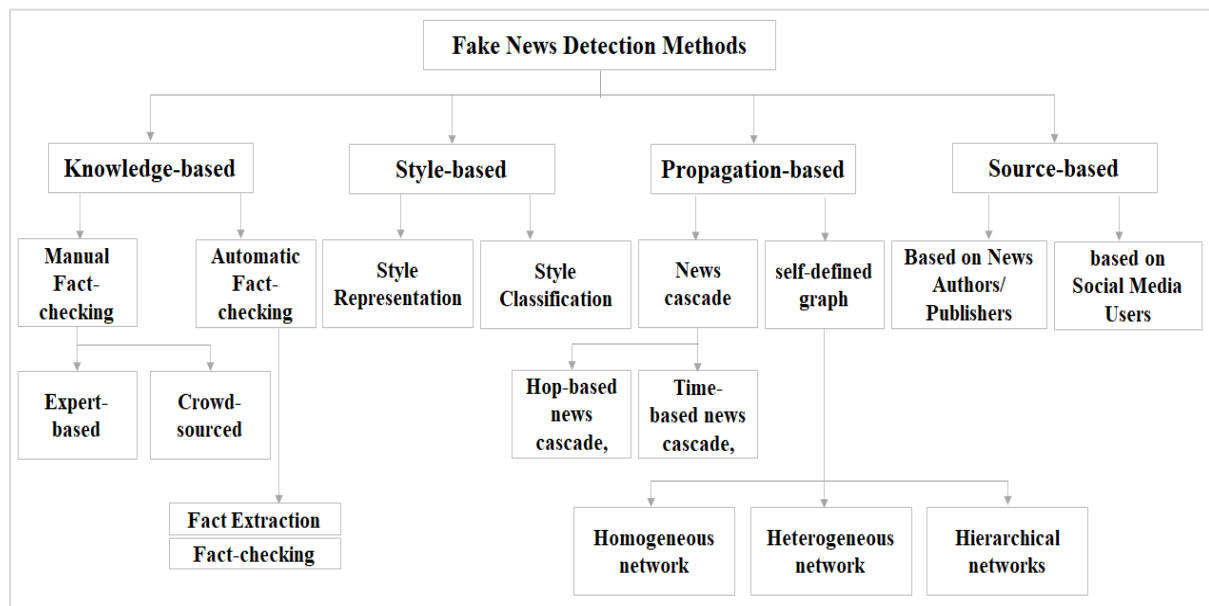 Fake News Detection Methods
Knowledge-based
Style-based
Propagation-based
Source-based
Manual
Fact-
checking
Automatic
Fact-
checking
Style
Representation
Style
Classification
News
cascade
self-defined
graph
Based on News
Authors/
Publishers
based on
Social Media
Users
Expert-
based
Crowd-
sourced
Hop-based
news
cascade,
Time-
based news
cascade,
Fact Extraction
Fact-checking
Homogeneous
network
Heterogeneous
network
Hierarchical
networks